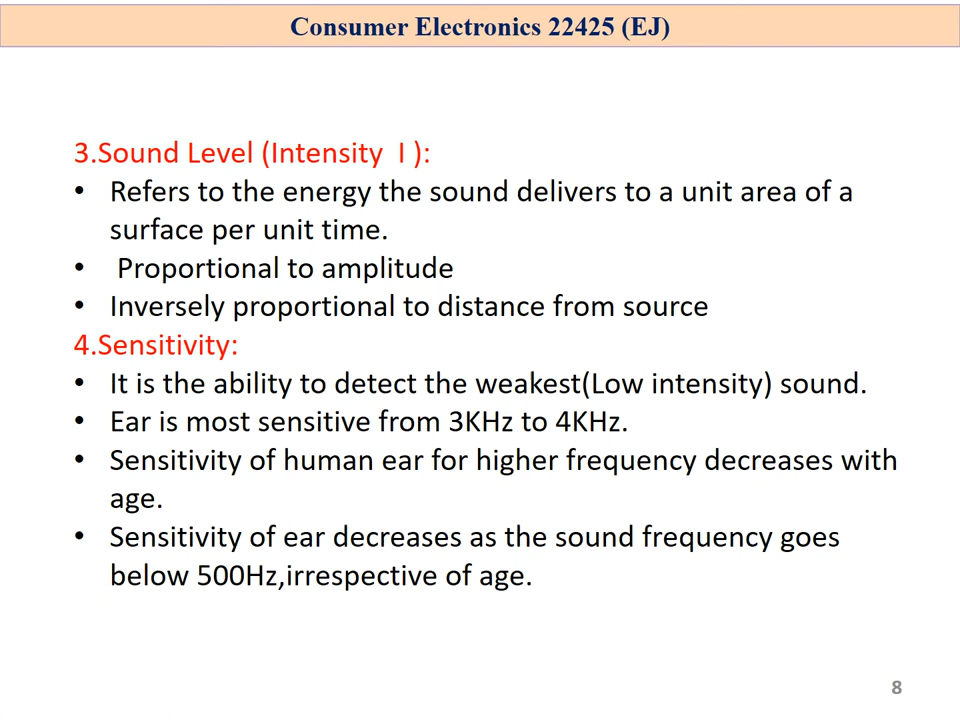 Consumer Electronics 22425 (EJ)
3.Sound Level (Intensity  I ):
• Refers to the energy the sound delivers to a unit area of a
surface per unit time.
•  Proportional to amplitude
• Inversely proportional to distance from source
4.Sensitivity:
• It is the ability to detect the weakest(Low intensity) sound.
• Ear is most sensitive from 3KHz to 4KHz.
• Sensitivity of human ear for higher frequency decreases with
age.
• Sensitivity of ear decreases as the sound frequency goes
below 500Hz,irrespective of age.
8